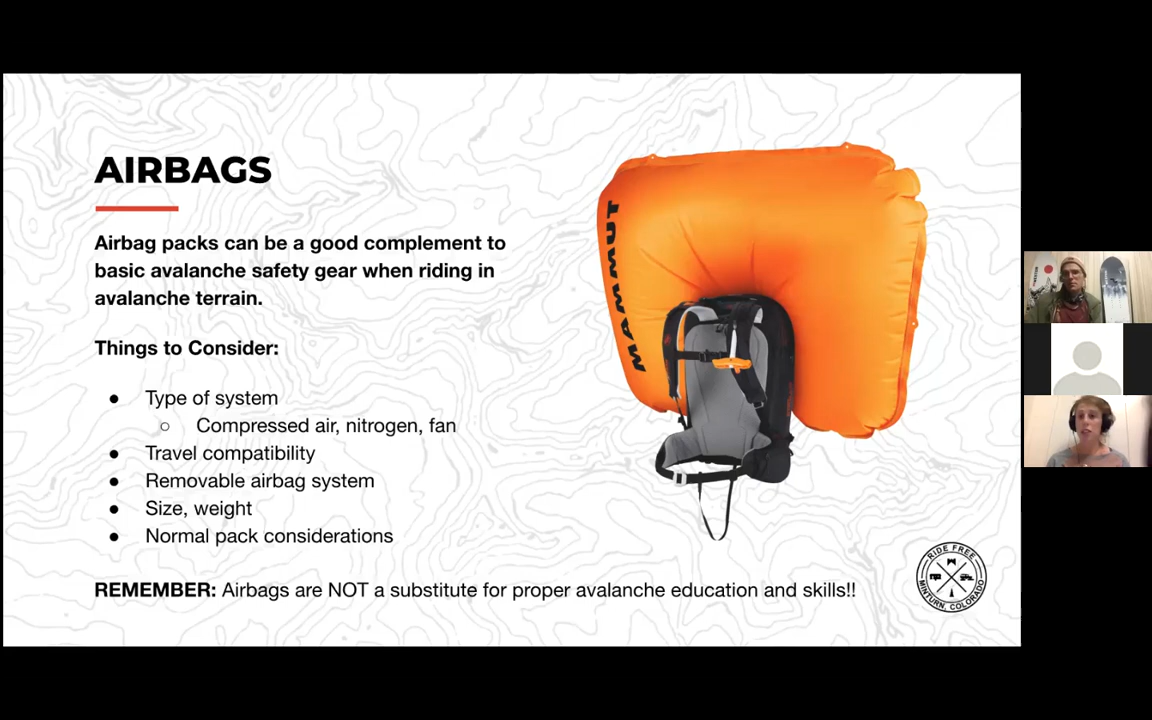 AIRBAGS
Airbag packs can be a good complement to
basic avalanche safety gear when riding in
avalanche terrain.
Things to Consider:
● Type of system
○ Compressed air, nitrogen, fan
● Travel compatibility
● Removable airbag system
● Size, weight
● Normal pack considerations
REMEMBER: Airbags are NOT a substitute for proper avalanche education and skills!!
MAMMUT
RIDE FREE
MINTURN, COLORADO